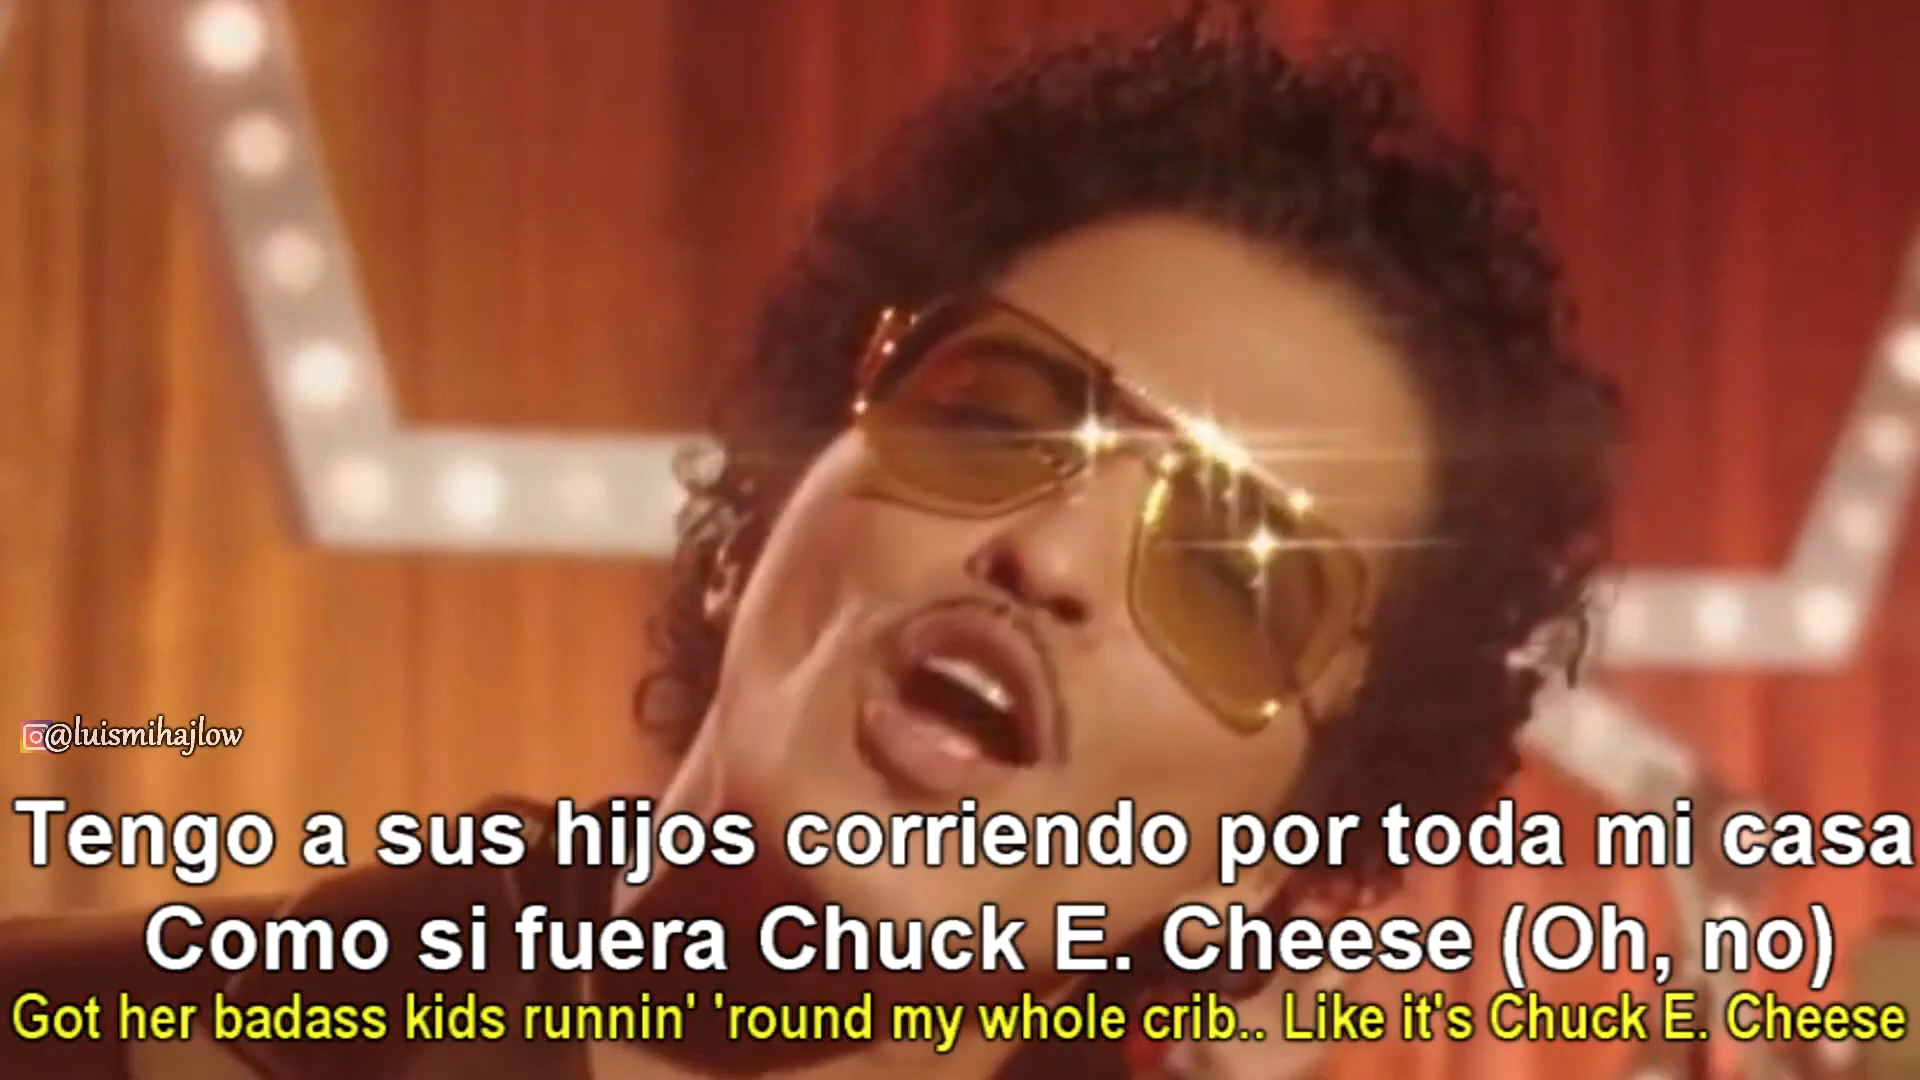 @luismihajlow
Tengo a sus hijos corriendo por toda mi casa
Como si fuera Chuck E. Cheese (Oh, no)
Got her badass kids runnin' 'round my whole crib.. Like it's Chuck E. Cheese